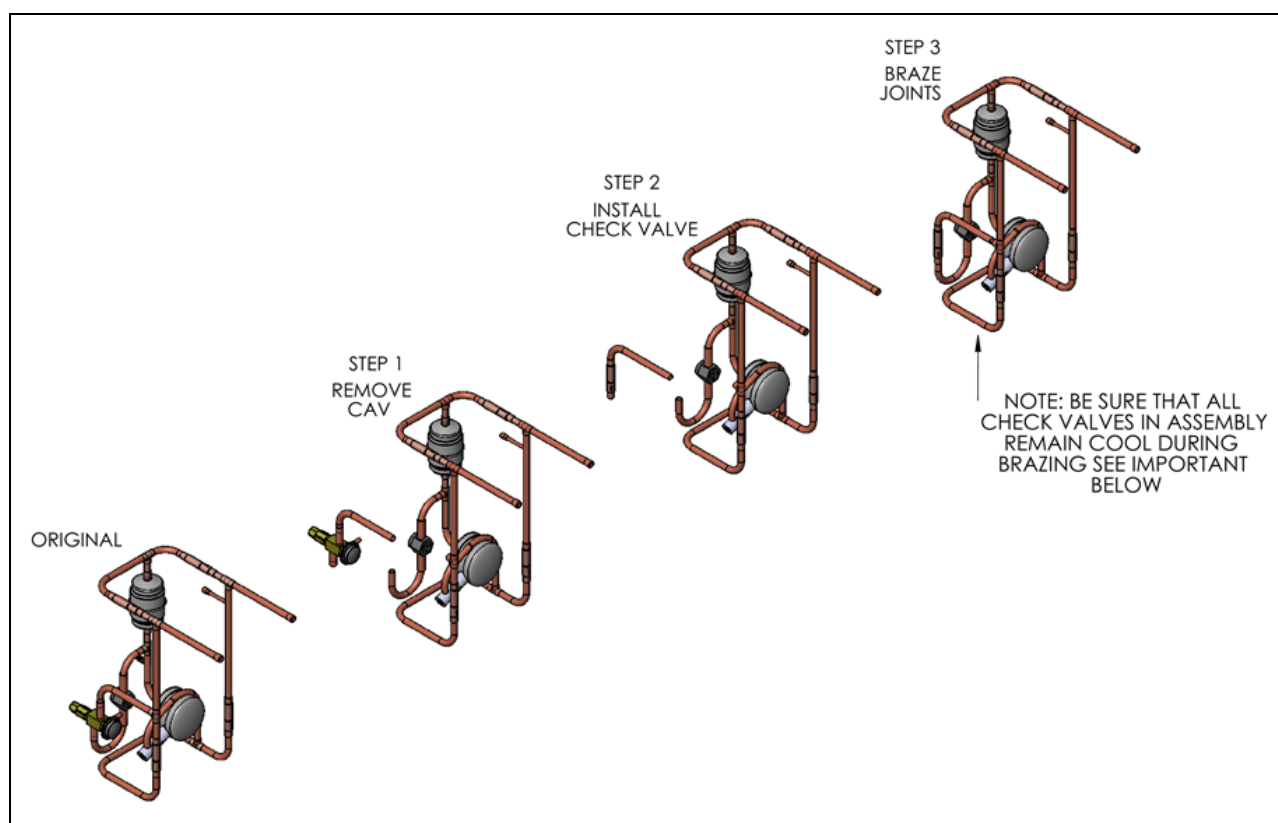 ORIGINAL
STEP 1
REMOVE
CAV
STEP 2
INSTALL
CHECK VALVE
STEP 3
BRAZE
JOINTS
NOTE: BE SURE THAT ALL
CHECK VALVES IN ASSEMBLY
REMAIN COOL DURING
BRAZING SEE IMPORTANT
BELOW